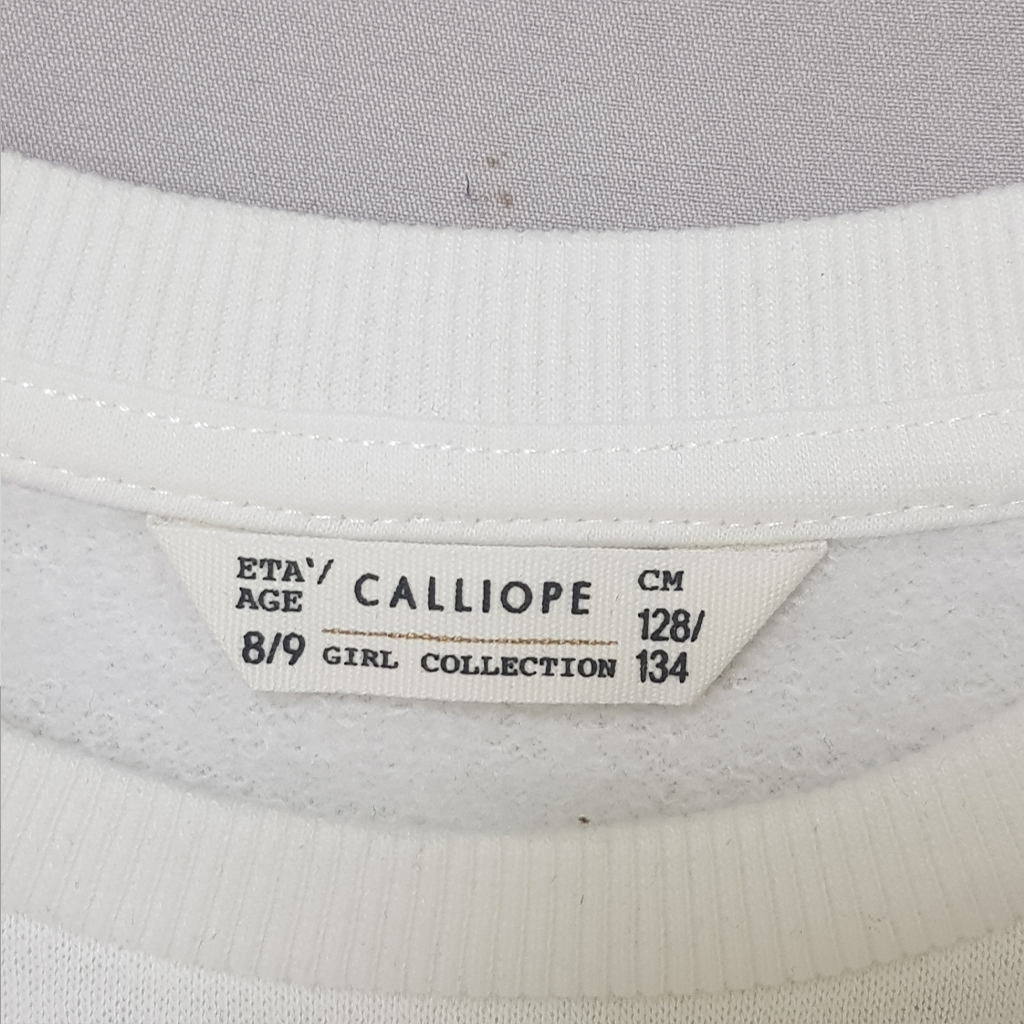 ETA'/
AGE
8/9
CALLIOPE
GIRL COLLECTION
CM
128/
134